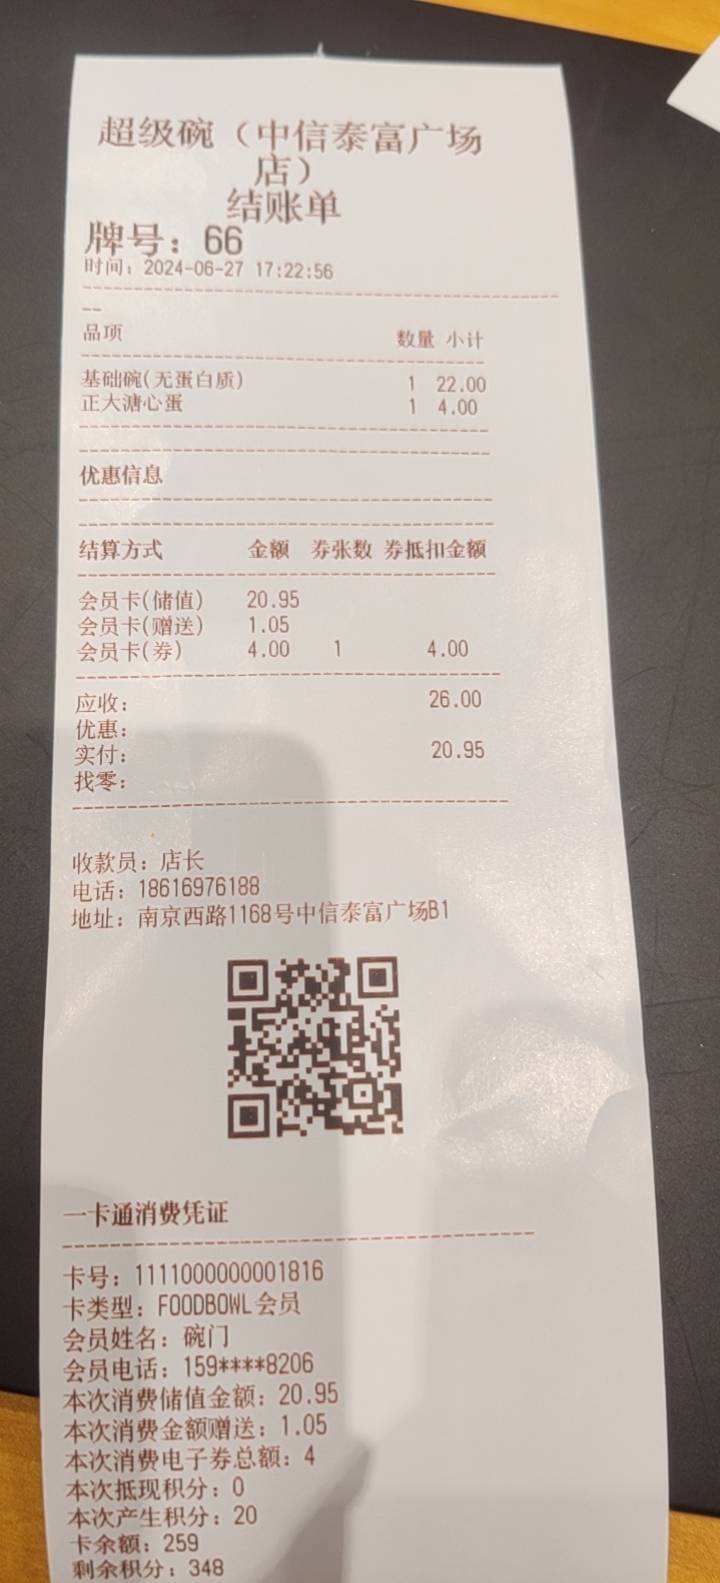 超级碗（中信泰富广场
店）
结账单
牌号：66
时间：2024-06-27 17:22:56
品项 数量 小计
基础碗(无蛋白质) 1 22.00
正大溏心蛋 1 4.00
优惠信息
结算方式 金额 券张数 券抵扣金额
会员卡(储值) 20.95
会员卡(赠送) 1.05
会员卡(券) 4.00 1 4.00
应收： 26.00
优惠：
实付： 20.95
找零：
收款员：店长
电话：18616976188
地址：南京西路1168号中信泰富广场B1
一卡通消费凭证
卡号：1111000000001816
卡类型：FOODBOWL会员
会员姓名：碗门
会员电话：159****8206
本次消费储值金额：20.95
本次消费金额赠送：1.05
本次消费电子券总额：4
本次抵现积分：0
本次产生积分：20
卡余额：259
剩余积分：348